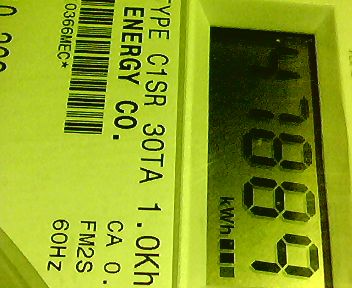 47889
kWh
TYPE C1SR 30TA 1.0Kh
ENERGY CO.
CA 0.
FM2S
0366MEC*
60Hz